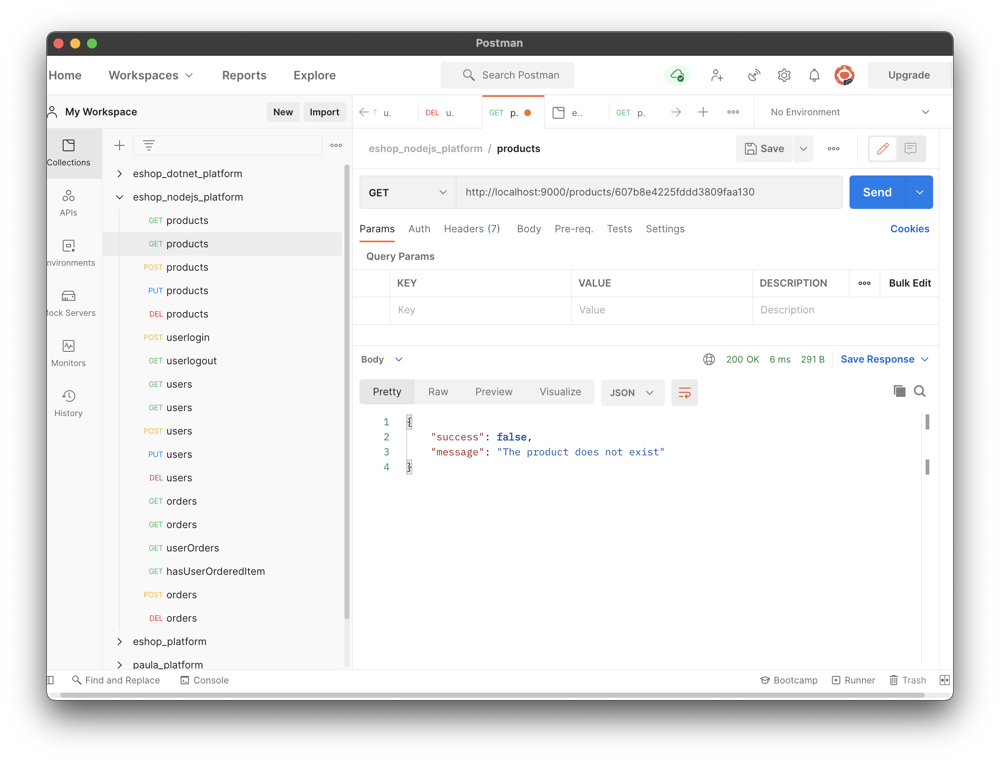 Postman
Home Workspaces Reports Explore Search Postman Upgrade
My Workspace New Import
u. DEL u.. GET p. e.. GET p. No Environment
Collections
APIs
nvironments
ock Servers
Monitors
History
eshop_dotnet_platform
eshop_nodejs_platform
GET products
GET products
POST products
PUT products
DEL products
POST userlogin
GET userlogout
GET users
GET users
POST users
PUT users
DEL users
GET orders
GET orders
GET userOrders
GET hasUserOrderedItem
POST orders
DEL orders
eshop_platform
paula_platform
eshop_nodejs_platform / products Save
GET http://localhost:9000/products/607b8e4225fddd3809faa130 Send
Params Auth Headers (7) Body Pre-req. Tests Settings Cookies
Query Params
KEY VALUE DESCRIPTION Bulk Edit
Key Value Description
Body 200 OK 6 ms 291 B Save Response
Pretty Raw Preview Visualize JSON
1 {
2 "success": false,
3 "message": "The product does not exist"
4 }
Find and Replace Console Bootcamp Runner Trash